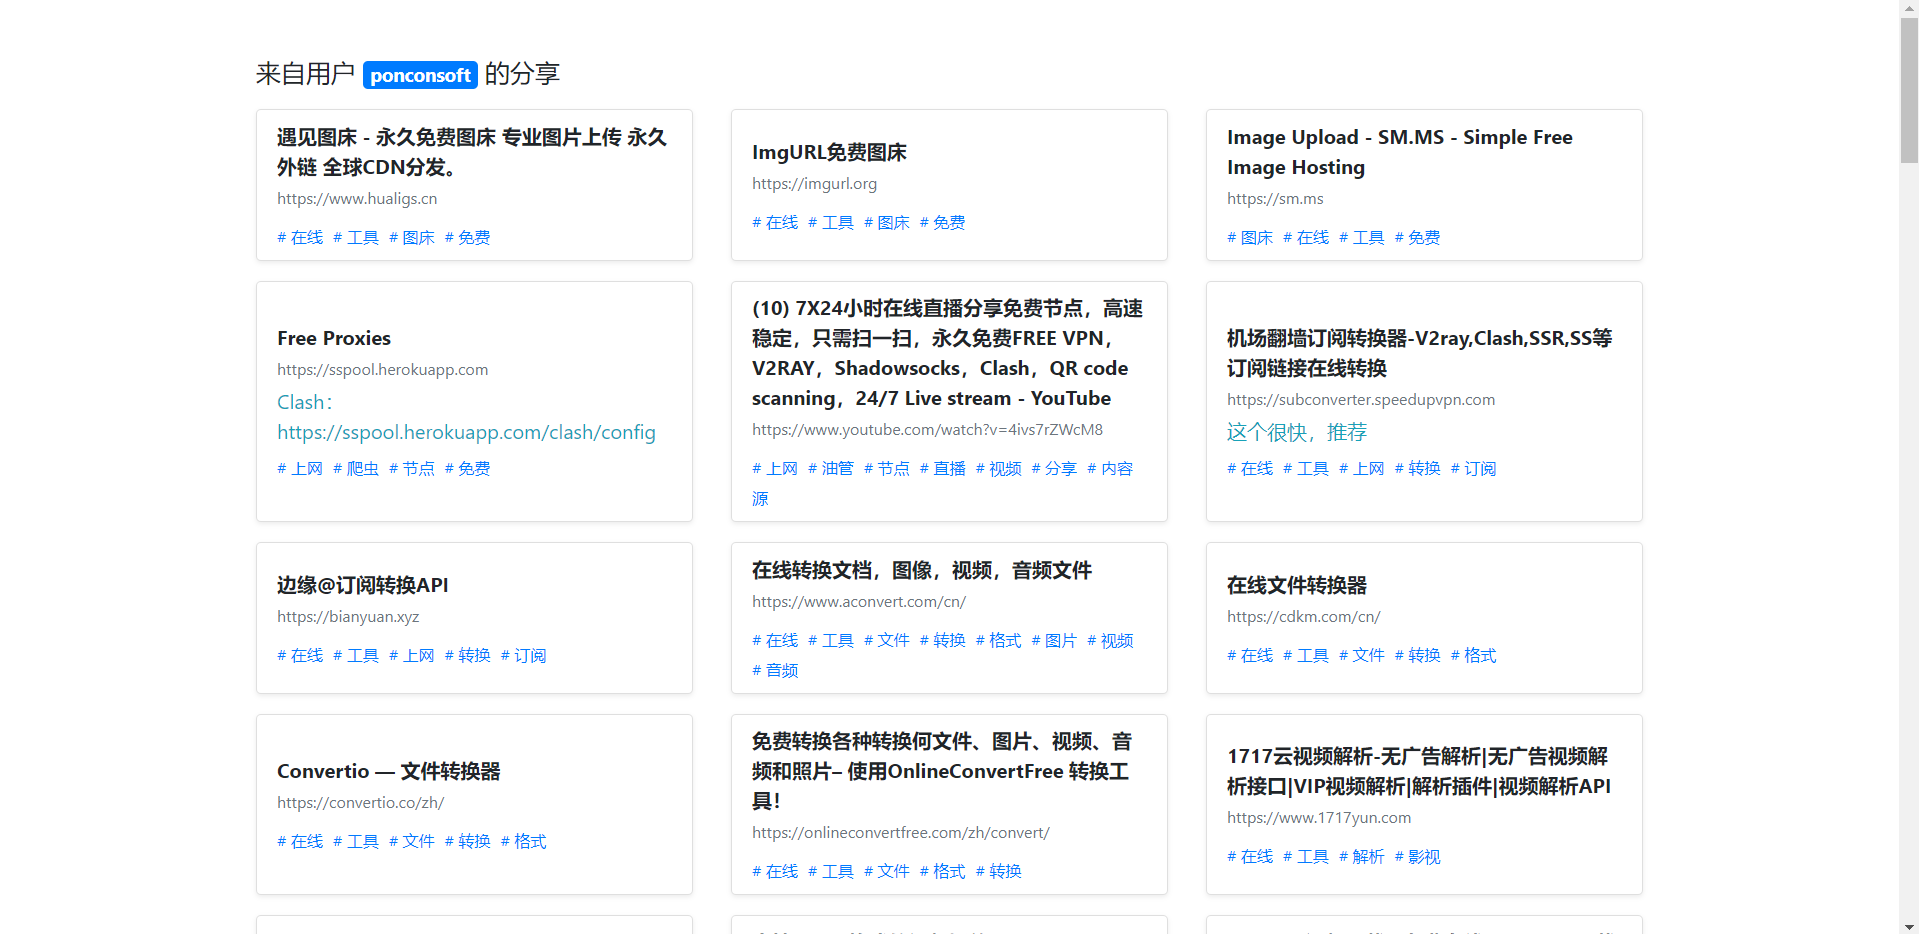 来自用户 ponconsoft 的分享
遇见图床 - 永久免费图床 专业图片上传 永久
外链 全球CDN分发。
https://www.hualigs.cn
# 在线 # 工具 # 图床 # 免费
ImgURL免费图床
https://imgurl.org
# 在线 # 工具 # 图床 # 免费
Image Upload - SM.MS - Simple Free
Image Hosting
https://sm.ms
# 图床 # 在线 # 工具 # 免费
Free Proxies
https://sspool.herokuapp.com
Clash：
https://sspool.herokuapp.com/clash/config
# 上网 # 爬虫 # 节点 # 免费
(10) 7X24小时在线直播分享免费节点，高速
稳定，只需扫一扫，永久免费FREE VPN，
V2RAY，Shadowsocks，Clash，QR code
scanning，24/7 Live stream - YouTube
https://www.youtube.com/watch?v=4ivs7rZWcM8
# 上网 # 油管 # 节点 # 直播 # 视频 # 分享 # 内容
源
机场翻墙订阅转换器-V2ray,Clash,SSR,SS等
订阅链接在线转换
https://subconverter.speedupvpn.com
这个很快，推荐
# 在线 # 工具 # 上网 # 转换 # 订阅
边缘@订阅转换API
https://bianyuan.xyz
# 在线 # 工具 # 上网 # 转换 # 订阅
在线转换文档，图像，视频，音频文件
https://www.aconvert.com/cn/
# 在线 # 工具 # 文件 # 转换 # 格式 # 图片 # 视频
# 音频
在线文件转换器
https://cdkm.com/cn/
# 在线 # 工具 # 文件 # 转换 # 格式
Convertio — 文件转换器
https://convertio.co/zh/
# 在线 # 工具 # 文件 # 转换 # 格式
免费转换各种转换何文件、图片、视频、音
频和照片– 使用OnlineConvertFree 转换工
具！
https://onlineconvertfree.com/zh/convert/
# 在线 # 工具 # 文件 # 格式 # 转换
1717云视频解析-无广告解析|无广告视频解
析接口|VIP视频解析|解析插件|视频解析API
https://www.1717yun.com
# 在线 # 工具 # 解析 # 影视